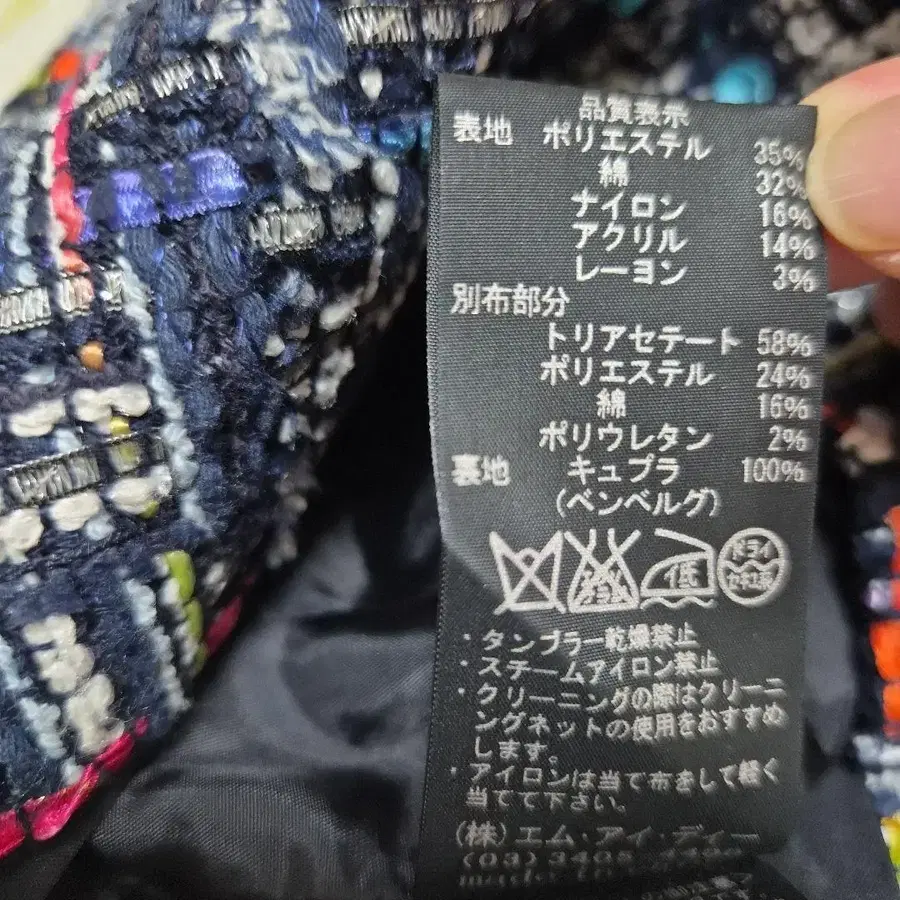 品質表示
表地 ポリエステル 35%
綿 32%
ナイロン 16%
アクリル 14%
レーヨン 3%
別布部分
トリアセテート 58%
ポリエステル 24%
綿 16%
ポリウレタン 2%
裏地 キュプラ 100%
(ベンベルグ)
低 ドライ
セキユ系
・タンブラー乾燥禁止
・スチームアイロン禁止
・クリーニングの際はクリーニ
ングネットの使用をおすすめ
します。
・アイロンは当て布をして軽く
当てて下さい。
(株)エム・アイ・ディー
(03)3405
made